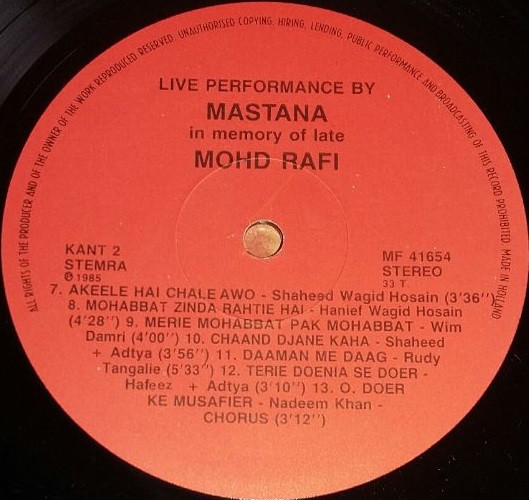 ALL RIGHTS OF THE PRODUCER AND OF THE OWNER OF THE WORK REPRODUCED RESERVED. UNAUTHORISED COPYING, HIRING, LENDING, PUBLIC PERFORMANCE AND BROADCASTING OF THIS RECORD PROHIBITED. MADE IN HOLLAND
LIVE PERFORMANCE BY
MASTANA
in memory of late
MOHD RAFI
KANT 2
STEMRA
℗1985
MF 41654
STEREO
33 T.
7. AKEELE HAI CHALE AWO - Shaheed Wagid Hosain (3'36")
8. MOHABBAT ZINDA RAHTIE HAI - Hanief Wagid Hosain
(4'28") 9. MERIE MOHABBAT PAK MOHABBAT - Wim
Damri (4'00") 10. CHAAND DJANE KAHA - Shaheed
+ Adtya (3'56") 11. DAAMAN ME DAAG - Rudy
Tangalie (5'33") 12. TERIE DOENIA SE DOER -
Hafeez + Adtya (3'10") 13. O. DOER
KE MUSAFIER - Nadeem Khan -
CHORUS (3'12")